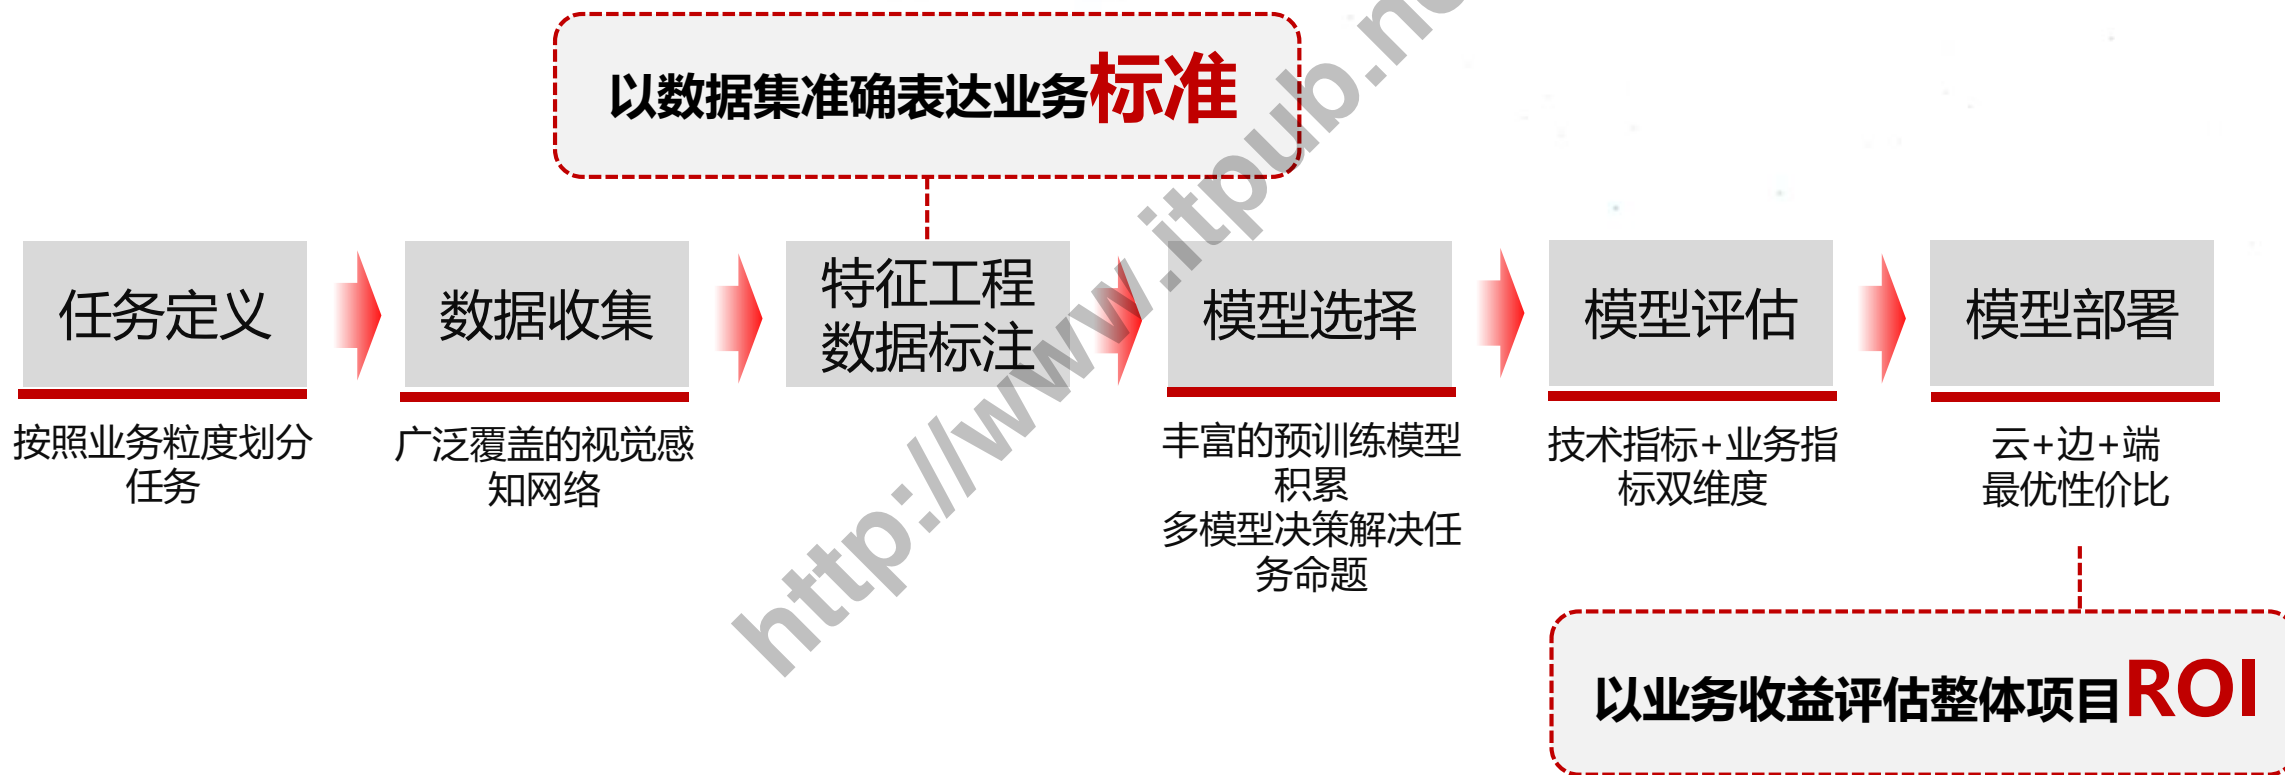 以数据集准确表达业务标准
任务定义
数据收集
特征工程
数据标注
模型选择
模型评估
模型部署
按照业务粒度划分
任务
广泛覆盖的视觉感
知网络
丰富的预训练模型
积累
多模型决策解决任
务命题
技术指标+业务指
标双维度
云+边+端
最优性价比
以业务收益评估整体项目ROI
http://www.itpub.ne